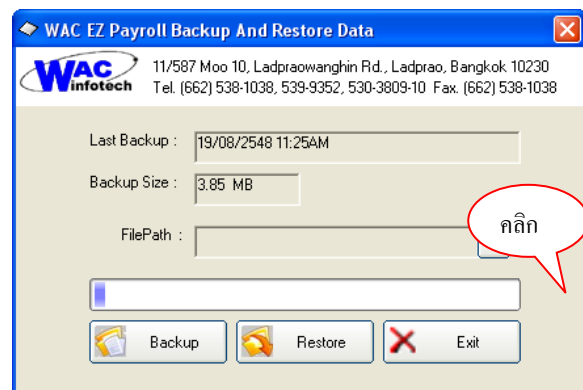 WAC EZ Payroll Backup And Restore Data
WAC
infotech
11/587 Moo 10, Ladpraowanghin Rd., Ladprao, Bangkok 10230
Tel. (662) 538-1038, 539-9352, 530-3809-10 Fax. (662) 538-1038
Last Backup : 19/08/2548 11:25AM
Backup Size : 3.85 MB
FilePath :
คลิก
Backup Restore Exit